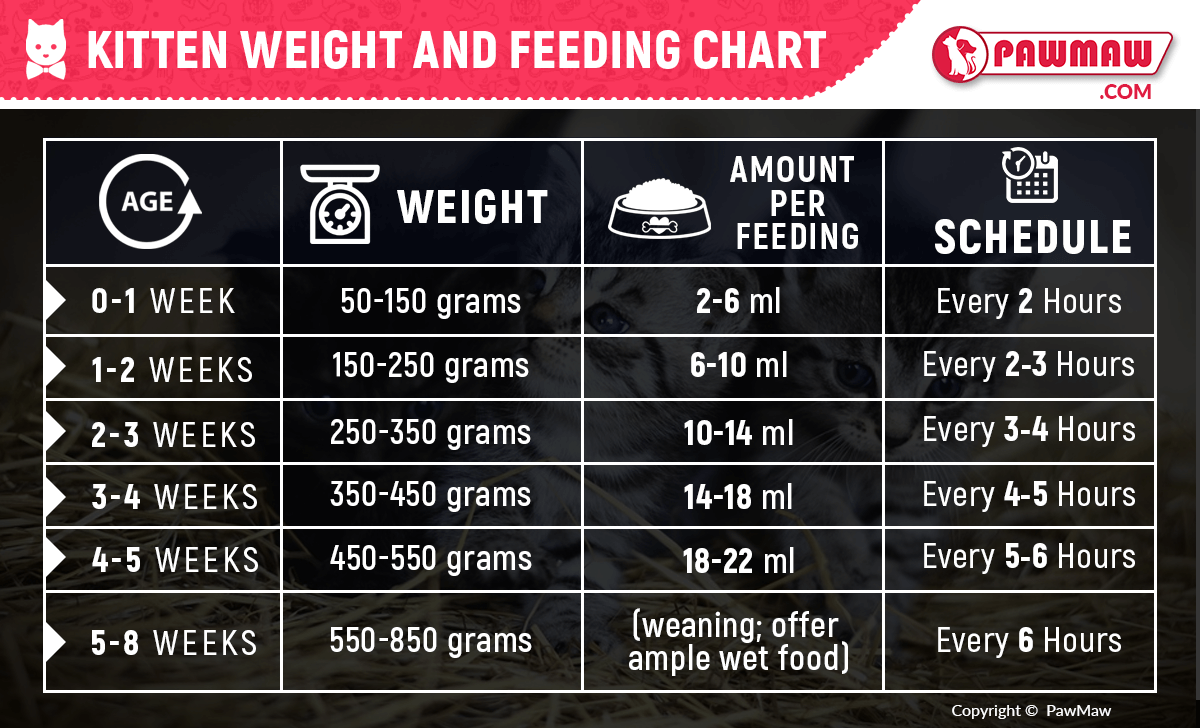 KITTEN WEIGHT AND FEEDING CHART
PAWMAW
.COM
AGE
WEIGHT
AMOUNT
PER
FEEDING
SCHEDULE
0-1 WEEK
50-150 grams
2-6 ml
Every 2 Hours
1-2 WEEKS
150-250 grams
6-10 ml
Every 2-3 Hours
2-3 WEEKS
250-350 grams
10-14 ml
Every 3-4 Hours
3-4 WEEKS
350-450 grams
14-18 ml
Every 4-5 Hours
4-5 WEEKS
450-550 grams
18-22 ml
Every 5-6 Hours
5-8 WEEKS
550-850 grams
(weaning; offer
ample wet food)
Every 6 Hours
Copyright © PawMaw